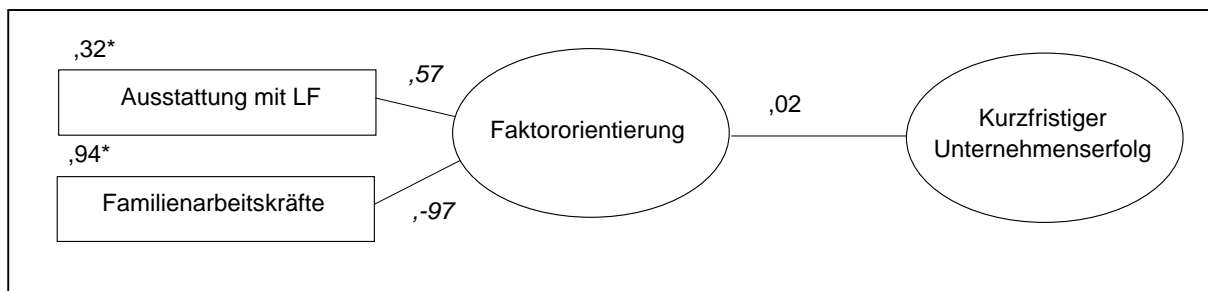 ,32*
Ausstattung mit LF
,57
Faktororientierung
,02
Kurzfristiger
Unternehmenserfolg
,94*
Familienarbeitskräfte
,-97